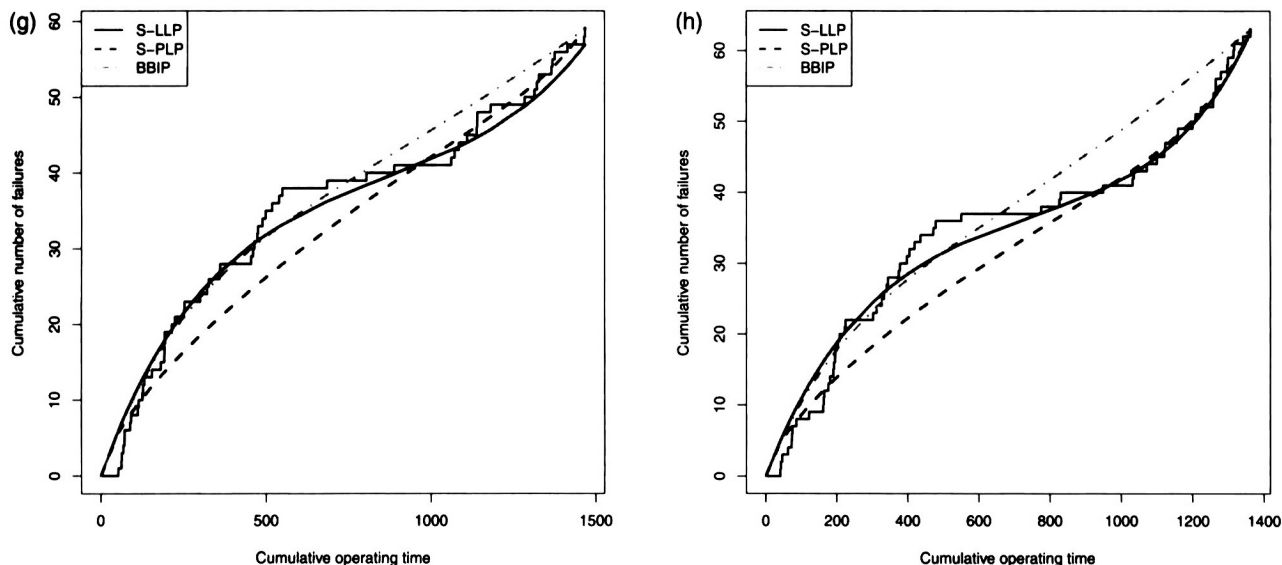 (g)
S-LLP
S-PLP
BBIP
Cumulative number of failures
60
50
40
30
20
10
0
0 500 1000 1500
Cumulative operating time
(h)
S-LLP
S-PLP
BBIP
Cumulative number of failures
60
50
40
30
20
10
0
0 200 400 600 800 1000 1200 1400
Cumulative operating time